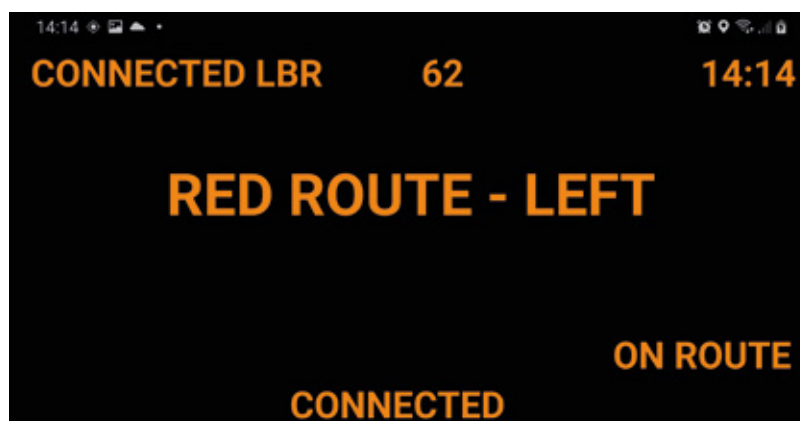 14:14
CONNECTED LBR 62 14:14
RED ROUTE - LEFT
ON ROUTE
CONNECTED